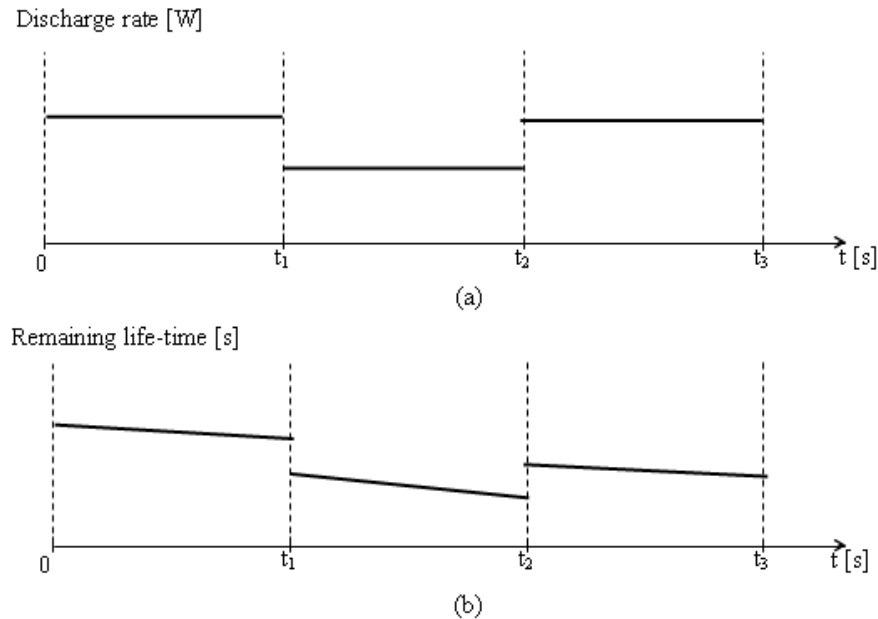 Discharge rate [W]
0 t₁ t₂ t₃ t [s]
(a)
Remaining life-time [s]
0 t₁ t₂ t₃ t [s]
(b)